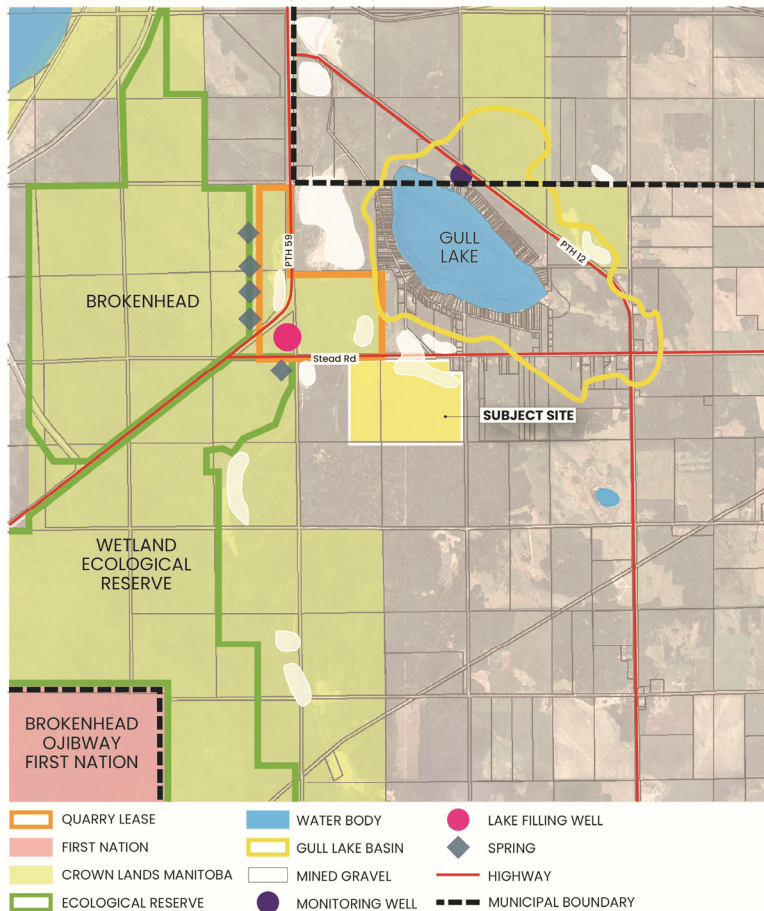 PTH 59
GULL
LAKE
PTH 12
BROKENHEAD
Stead Rd
SUBJECT SITE
WETLAND
ECOLOGICAL
RESERVE
BROKENHEAD
OJIBWAY
FIRST NATION
QUARRY LEASE
WATER BODY
LAKE FILLING WELL
FIRST NATION
GULL LAKE BASIN
SPRING
CROWN LANDS MANITOBA
MINED GRAVEL
HIGHWAY
ECOLOGICAL RESERVE
MONITORING WELL
MUNICIPAL BOUNDARY